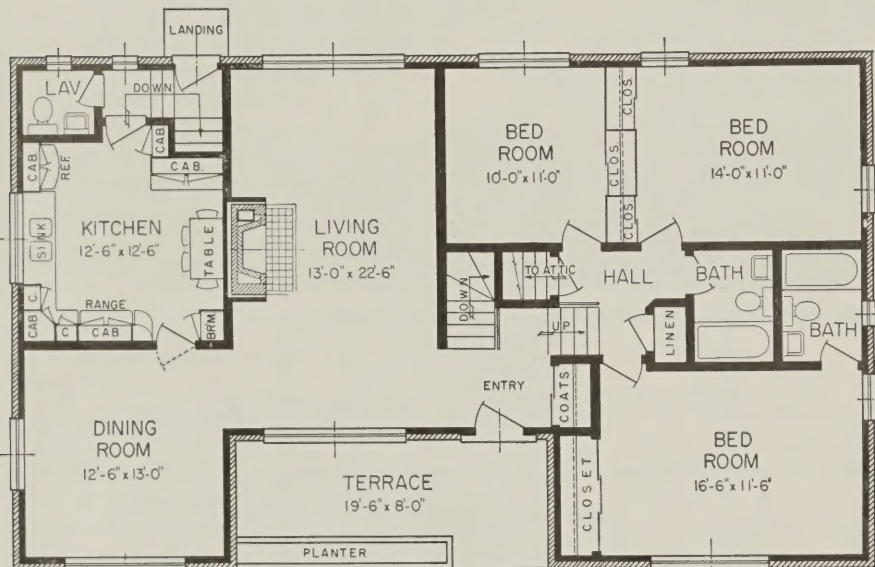 LANDING
LAV
DOWN
CAB.
CAB.
CAB.
REF.
KITCHEN
12'-6" x 12'-6"
SINK
TABLE
RANGE
C.
CAB
C
CAB
BRM.
LIVING
ROOM
13'-0" x 22'-6"
BED
ROOM
10'-0" x 11'-0"
CLOS.
CLOS.
CLOS.
BED
ROOM
14'-0" x 11'-0"
DOWN
TO ATTIC
HALL
BATH
UP
LINEN
BATH
DINING
ROOM
12'-6" x 13'-0"
ENTRY
COATS
TERRACE
19'-6" x 8'-0"
PLANTER
CLOSET
BED
ROOM
16'-6" x 11'-6"